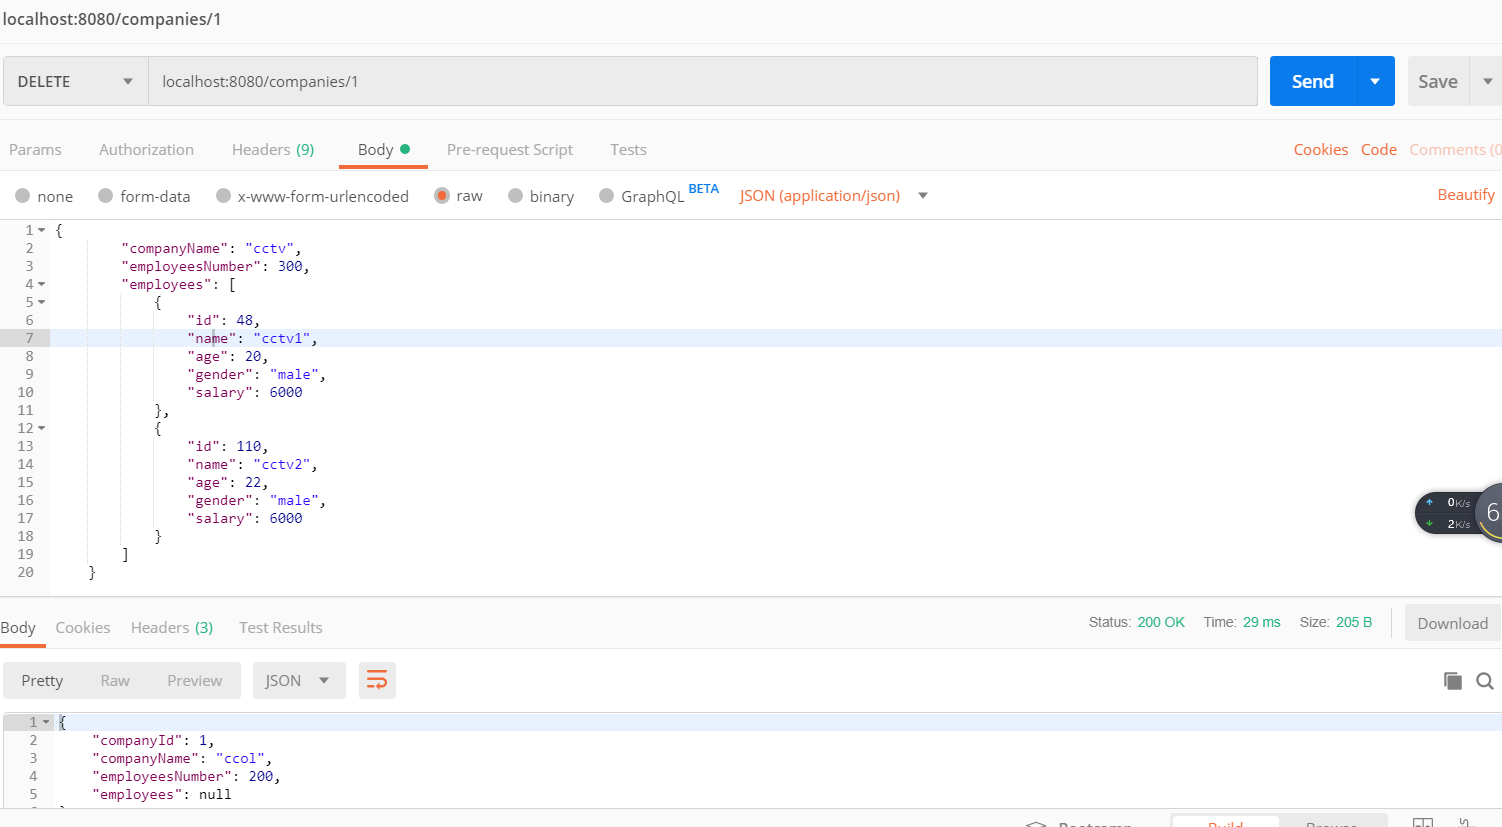 localhost:8080/companies/1
DELETE localhost:8080/companies/1 Send Save
Params Authorization Headers (9) Body Pre-request Script Tests Cookies Code Comments (0
none form-data x-www-form-urlencoded raw binary GraphQL BETA JSON (application/json) Beautify
1 {
2 "companyName": "cctv",
3 "employeesNumber": 300,
4 "employees": [
5 {
6 "id": 48,
7 "name": "cctv1",
8 "age": 20,
9 "gender": "male",
10 "salary": 6000
11 },
12 {
13 "id": 110,
14 "name": "cctv2",
15 "age": 22,
16 "gender": "male",
17 "salary": 6000
18 }
19 ]
20 }
0K/s
2K/s
6
Body Cookies Headers (3) Test Results Status: 200 OK Time: 29 ms Size: 205 B Download
Pretty Raw Preview JSON
1 {
2 "companyId": 1,
3 "companyName": "ccol",
4 "employeesNumber": 200,
5 "employees": null
Bootcamp Build Browse